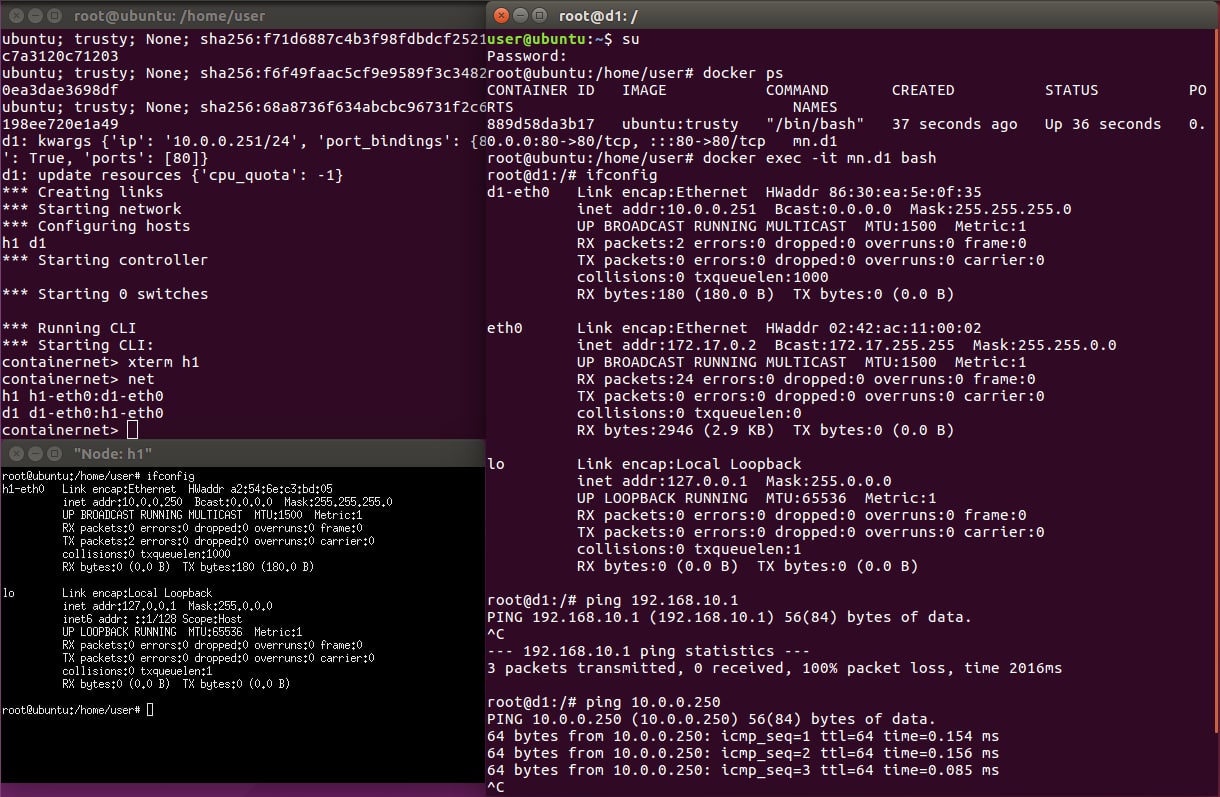 root@ubuntu: /home/user
ubuntu; trusty; None; sha256:f71d6887c4b3f98fdbdcf2521
c7a3120c71203
ubuntu; trusty; None; sha256:f6f49faac5cf9e9589f3c3482
0ea3dae3698df
ubuntu; trusty; None; sha256:68a8736f634abcbc96731f2c6
198ee720e1a49
d1: kwargs {'ip': '10.0.0.251/24', 'port_bindings': {8
': True, 'ports': [80]}
d1: update resources {'cpu_quota': -1}
*** Creating links
*** Starting network
*** Configuring hosts
h1 d1
*** Starting controller
*** Starting 0 switches
*** Running CLI
*** Starting CLI:
containernet> xterm h1
containernet> net
h1 h1-eth0:d1-eth0
d1 d1-eth0:h1-eth0
containernet>
"Node: h1"
root@ubuntu:/home/user# ifconfig
h1-eth0   Link encap:Ethernet  HWaddr a2:54:6e:c3:bd:05
          inet addr:10.0.0.250  Bcast:0.0.0.0  Mask:255.255.255.0
          UP BROADCAST RUNNING MULTICAST  MTU:1500  Metric:1
          RX packets:0 errors:0 dropped:0 overruns:0 frame:0
          TX packets:2 errors:0 dropped:0 overruns:0 carrier:0
          collisions:0 txqueuelen:1000
          RX bytes:0 (0.0 B)  TX bytes:180 (180.0 B)
lo        Link encap:Local Loopback
          inet addr:127.0.0.1  Mask:255.0.0.0
          inet6 addr: ::1/128 Scope:Host
          UP LOOPBACK RUNNING  MTU:65536  Metric:1
          RX packets:0 errors:0 dropped:0 overruns:0 frame:0
          TX packets:0 errors:0 dropped:0 overruns:0 carrier:0
          collisions:0 txqueuelen:1
          RX bytes:0 (0.0 B)  TX bytes:0 (0.0 B)
root@ubuntu:/home/user#
root@d1: /
user@ubuntu:~$ su
Password:
root@ubuntu:/home/user# docker ps
CONTAINER ID   IMAGE           COMMAND       CREATED          STATUS          PO
RTS                               NAMES
889d58da3b17   ubuntu:trusty   "/bin/bash"   37 seconds ago   Up 36 seconds   0.
0.0.0:80->80/tcp, :::80->80/tcp   mn.d1
root@ubuntu:/home/user# docker exec -it mn.d1 bash
root@d1:/# ifconfig
d1-eth0   Link encap:Ethernet  HWaddr 86:30:ea:5e:0f:35
          inet addr:10.0.0.251  Bcast:0.0.0.0  Mask:255.255.255.0
          UP BROADCAST RUNNING MULTICAST  MTU:1500  Metric:1
          RX packets:2 errors:0 dropped:0 overruns:0 frame:0
          TX packets:0 errors:0 dropped:0 overruns:0 carrier:0
          collisions:0 txqueuelen:1000
          RX bytes:180 (180.0 B)  TX bytes:0 (0.0 B)
eth0      Link encap:Ethernet  HWaddr 02:42:ac:11:00:02
          inet addr:172.17.0.2  Bcast:172.17.255.255  Mask:255.255.0.0
          UP BROADCAST RUNNING MULTICAST  MTU:1500  Metric:1
          RX packets:24 errors:0 dropped:0 overruns:0 frame:0
          TX packets:0 errors:0 dropped:0 overruns:0 carrier:0
          collisions:0 txqueuelen:0
          RX bytes:2946 (2.9 KB)  TX bytes:0 (0.0 B)
lo        Link encap:Local Loopback
          inet addr:127.0.0.1  Mask:255.0.0.0
          UP LOOPBACK RUNNING  MTU:65536  Metric:1
          RX packets:0 errors:0 dropped:0 overruns:0 frame:0
          TX packets:0 errors:0 dropped:0 overruns:0 carrier:0
          collisions:0 txqueuelen:1
          RX bytes:0 (0.0 B)  TX bytes:0 (0.0 B)
root@d1:/# ping 192.168.10.1
PING 192.168.10.1 (192.168.10.1) 56(84) bytes of data.
^C
--- 192.168.10.1 ping statistics ---
3 packets transmitted, 0 received, 100% packet loss, time 2016ms
root@d1:/# ping 10.0.0.250
PING 10.0.0.250 (10.0.0.250) 56(84) bytes of data.
64 bytes from 10.0.0.250: icmp_seq=1 ttl=64 time=0.154 ms
64 bytes from 10.0.0.250: icmp_seq=2 ttl=64 time=0.156 ms
64 bytes from 10.0.0.250: icmp_seq=3 ttl=64 time=0.085 ms
^C